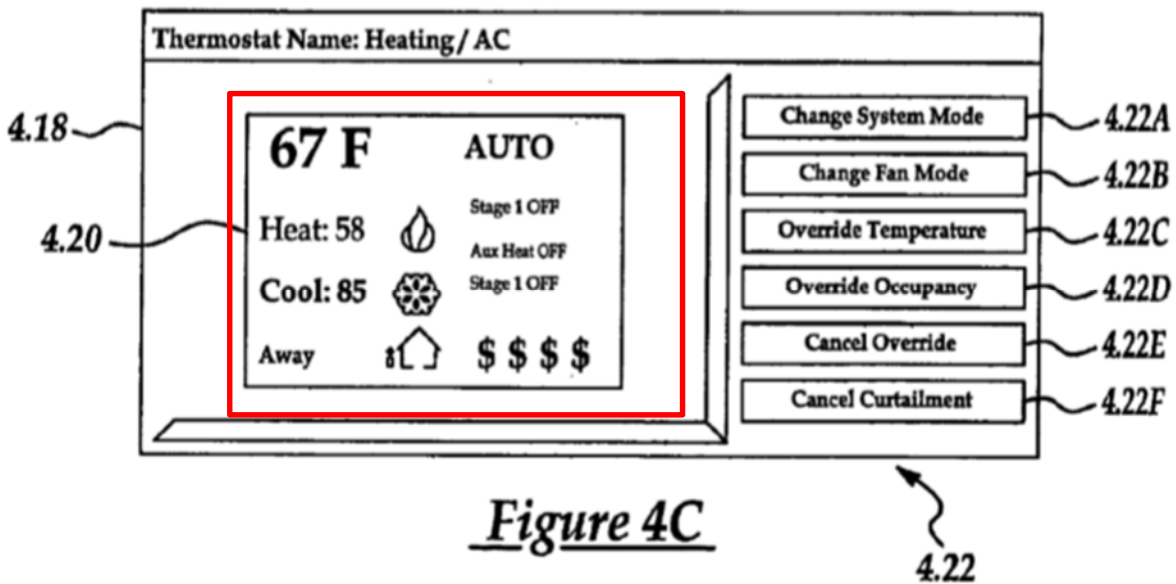 Thermostat Name: Heating / AC
4.18
4.20
67 F AUTO
Heat: 58
Stage 1 OFF
Aux Heat OFF
Cool: 85
Stage 1 OFF
Away
$ $ $ $
Change System Mode 4.22A
Change Fan Mode 4.22B
Override Temperature 4.22C
Override Occupancy 4.22D
Cancel Override 4.22E
Cancel Curtailment 4.22F
Figure 4C
4.22